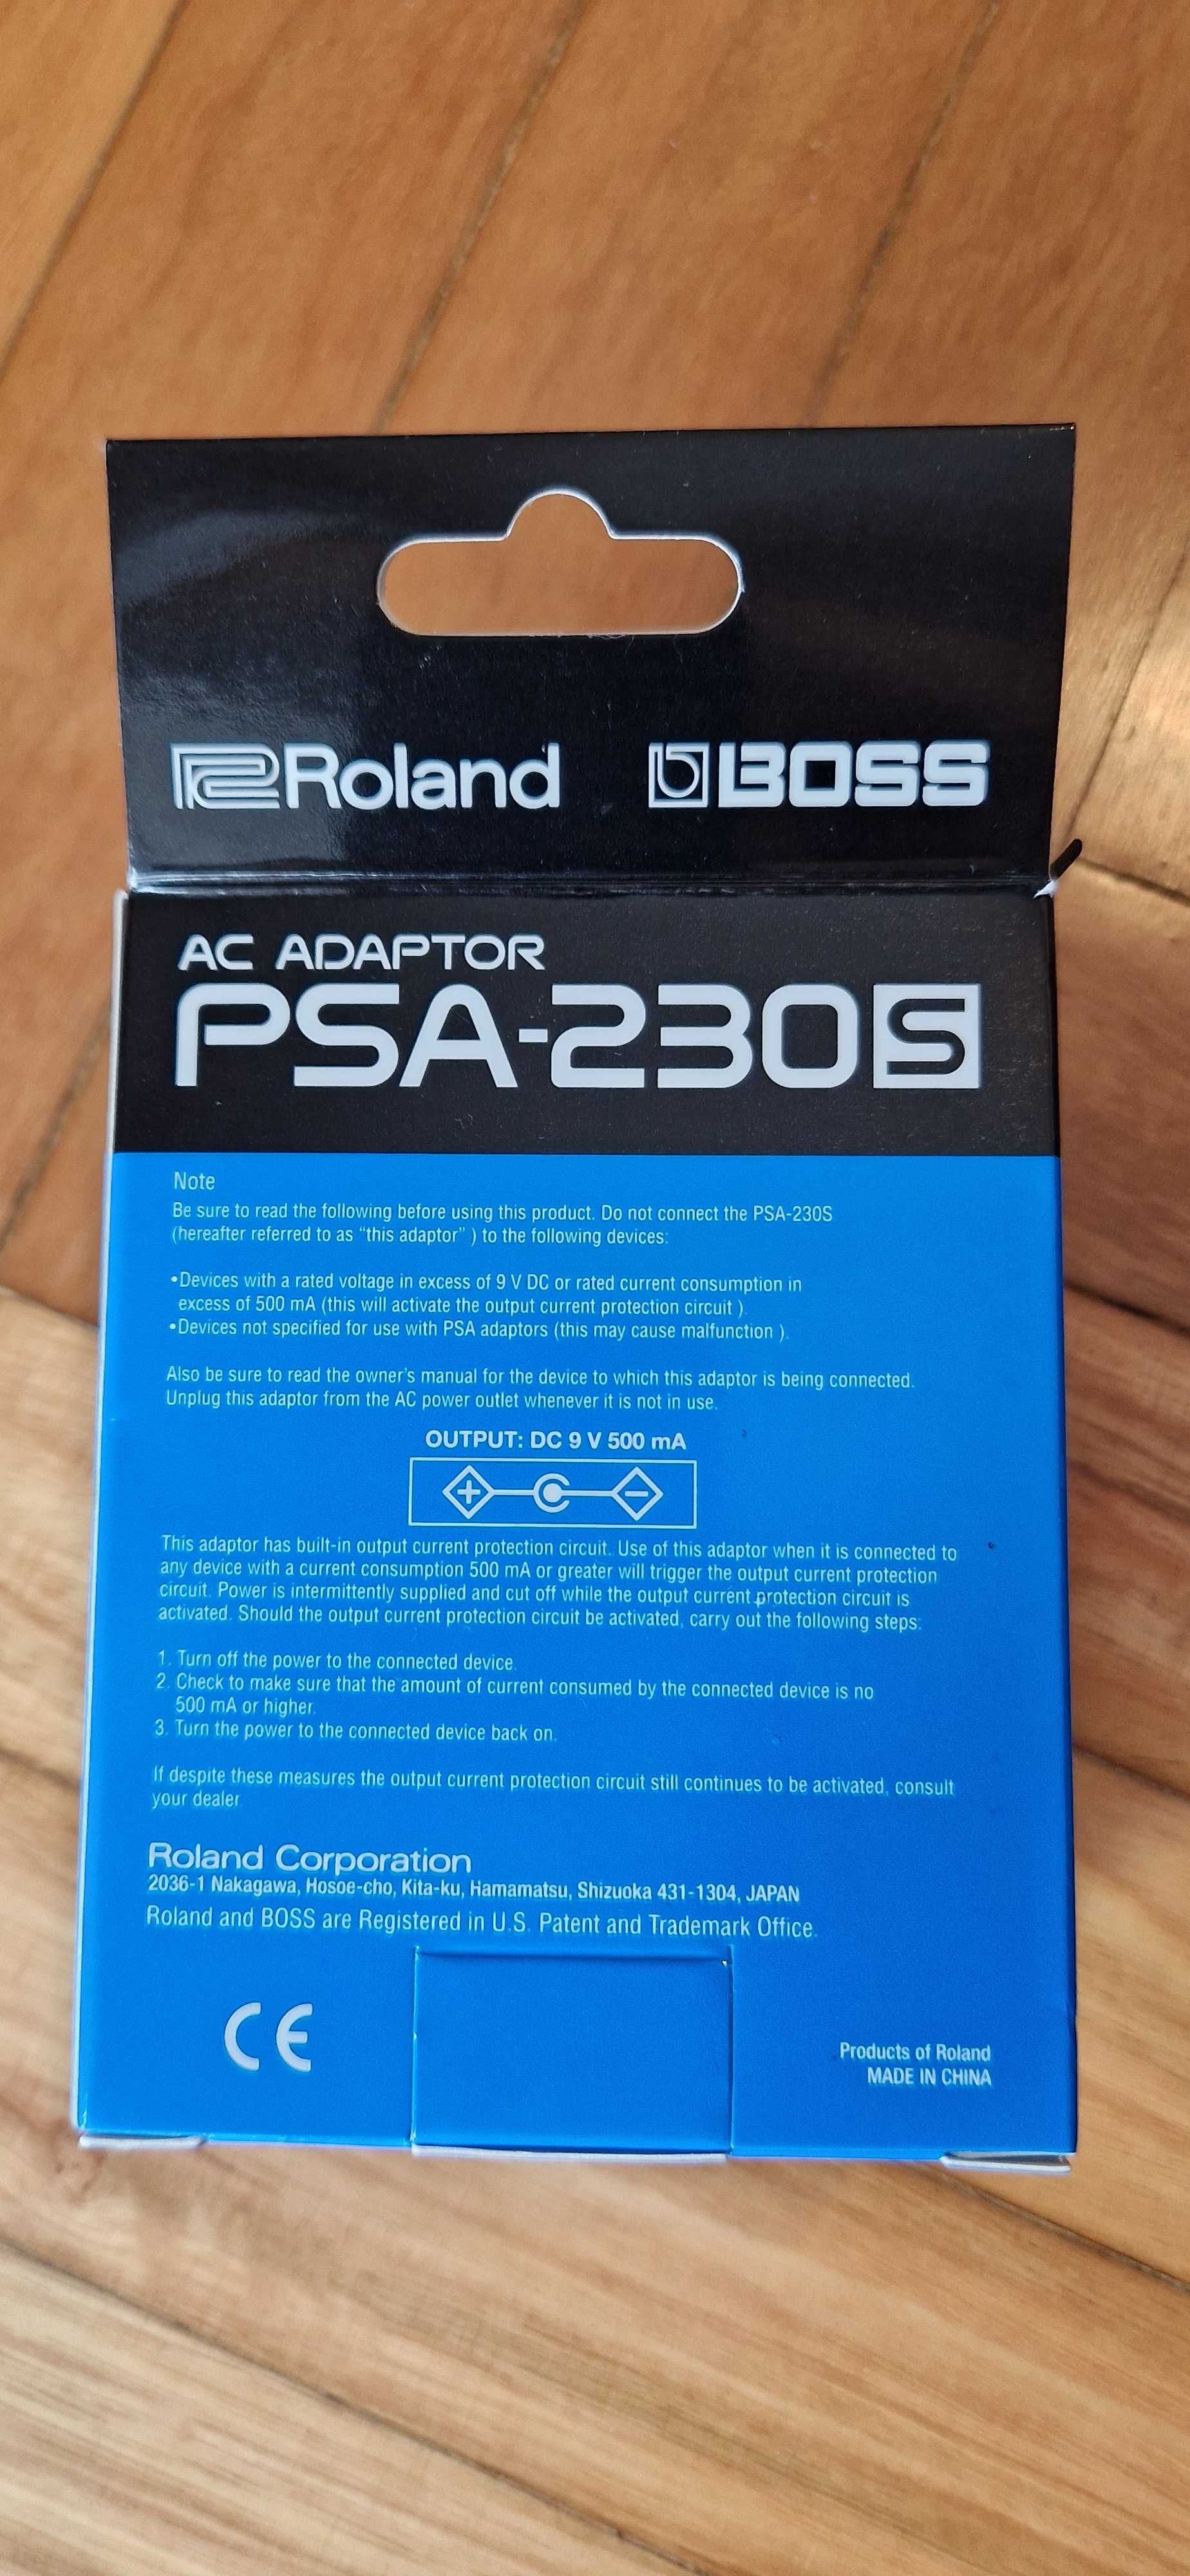 Roland BOSS
AC ADAPTOR
PSA-230S
Note
Be sure to read the following before using this product. Do not connect the PSA-230S
(hereafter referred to as “this adaptor” ) to the following devices:
•Devices with a rated voltage in excess of 9 V DC or rated current consumption in
excess of 500 mA (this will activate the output current protection circuit ).
•Devices not specified for use with PSA adaptors (this may cause malfunction ).
Also be sure to read the owner's manual for the device to which this adaptor is being connected.
Unplug this adaptor from the AC power outlet whenever it is not in use.
OUTPUT: DC 9 V 500 mA
This adaptor has built-in output current protection circuit. Use of this adaptor when it is connected to
any device with a current consumption 500 mA or greater will trigger the output current protection
circuit. Power is intermittently supplied and cut off while the output current protection circuit is
activated. Should the output current protection circuit be activated, carry out the following steps:
1. Turn off the power to the connected device.
2. Check to make sure that the amount of current consumed by the connected device is no
500 mA or higher.
3. Turn the power to the connected device back on.
If despite these measures the output current protection circuit still continues to be activated, consult
your dealer.
Roland Corporation
2036-1 Nakagawa, Hosoe-cho, Kita-ku, Hamamatsu, Shizuoka 431-1304, JAPAN
Roland and BOSS are Registered in U.S. Patent and Trademark Office.
CE
Products of Roland
MADE IN CHINA